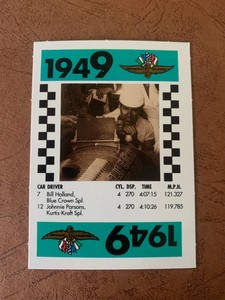 1949
CAR DRIVER CYL. DSP. TIME M.P.H.
7 Bill Holland, 4 270 4:07:15 121.327
Blue Crown Spl.
12 Johnnie Parsons, 4 270 4:10:26 119.785
Kurtis Kraft Spl.
1949